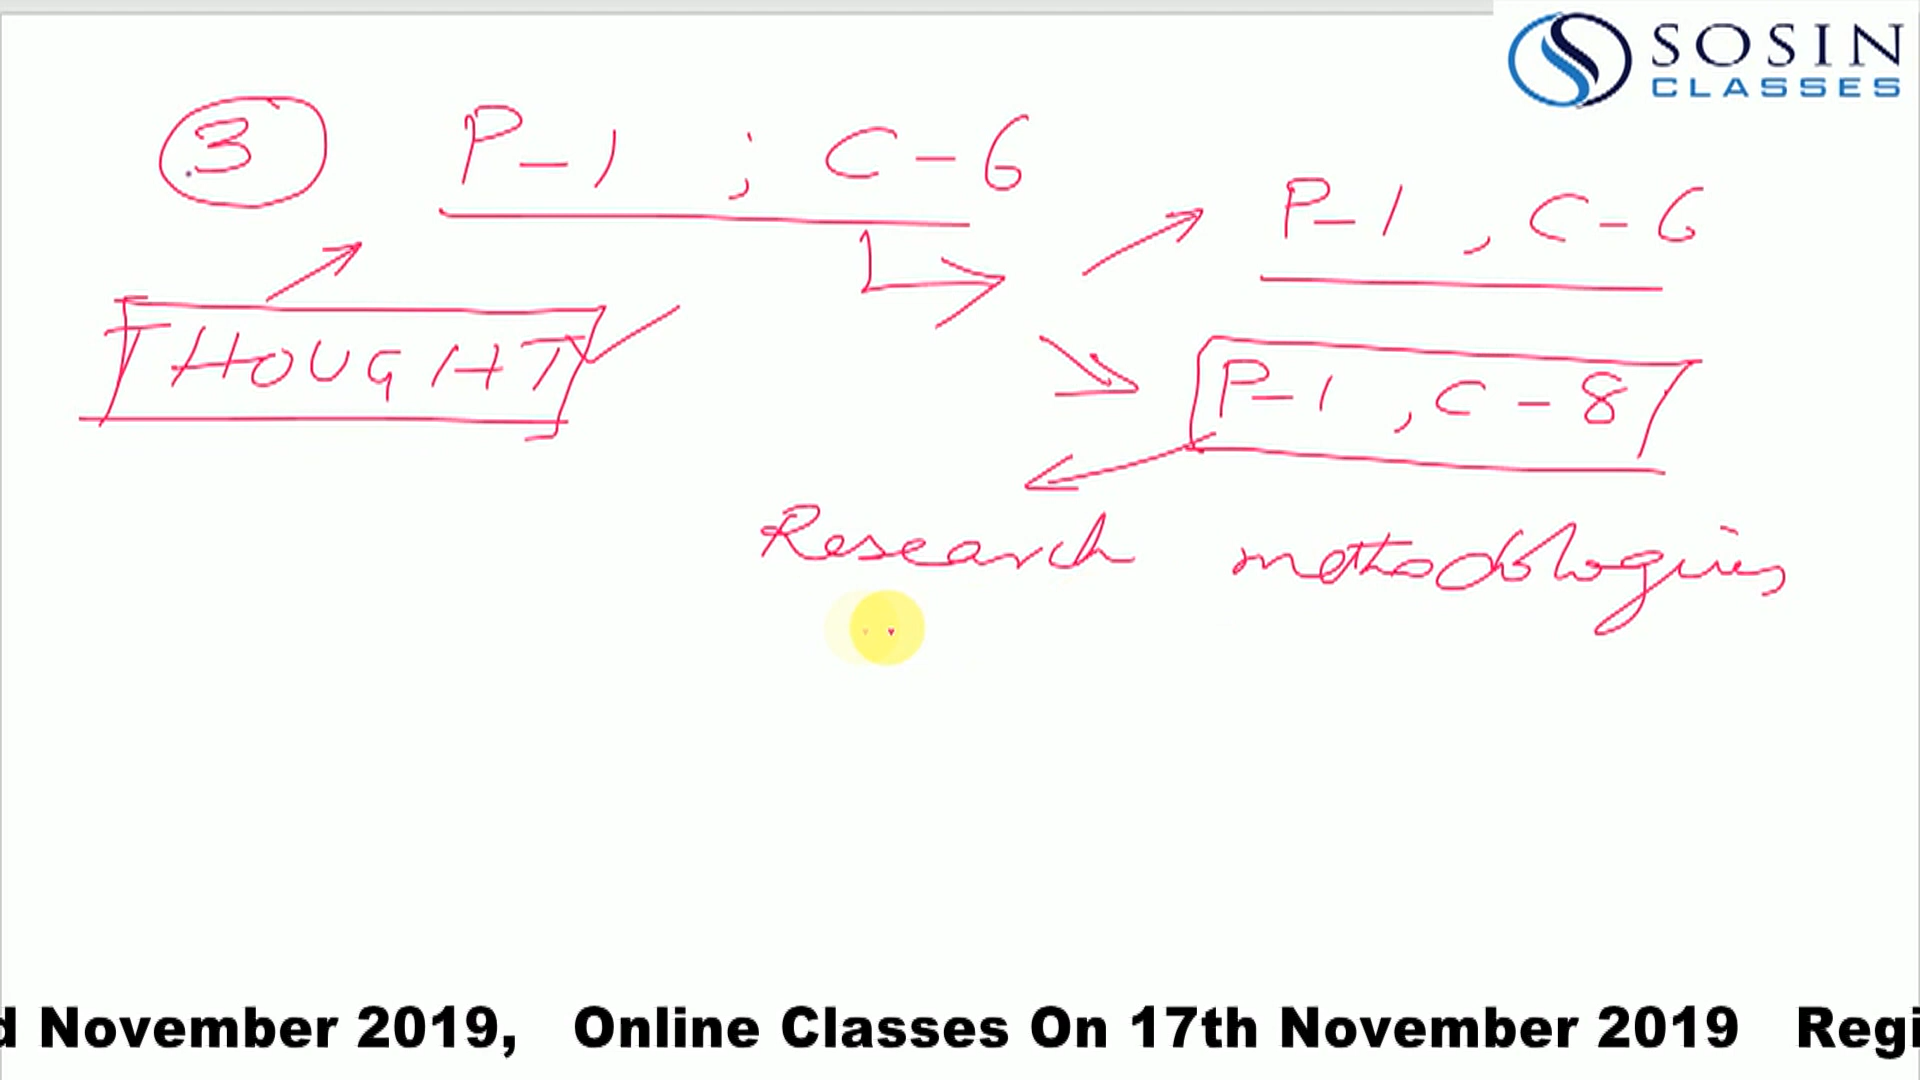 SOSIN
CLASSES
3 P-1 ; C-6
P-1 , C-6
THOUGHT
P-1 , C-8
Research methodologies
d November 2019, Online Classes On 17th November 2019 Regi